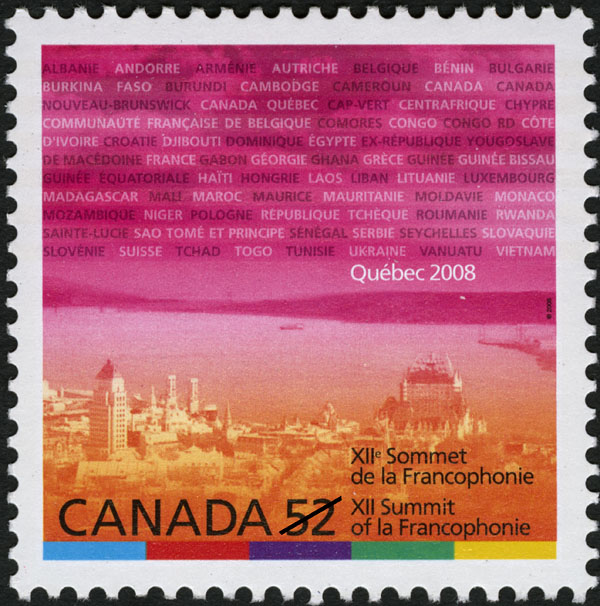 ALBANIE ANDORRE ARMÉNIE AUTRICHE BELGIQUE BÉNIN BULGARIE
BURKINA FASO BURUNDI CAMBODGE CAMEROUN CANADA CANADA
NOUVEAU-BRUNSWICK CANADA QUÉBEC CAP-VERT CENTRAFRIQUE CHYPRE
COMMUNAUTÉ FRANÇAISE DE BELGIQUE COMORES CONGO CONGO RD CÔTE
D'IVOIRE CROATIE DJIBOUTI DOMINIQUE ÉGYPTE EX-RÉPUBLIQUE YOUGOSLAVE
DE MACÉDOINE FRANCE GABON GÉORGIE GHANA GRÈCE GUINÉE GUINÉE BISSAU
GUINÉE ÉQUATORIALE HAÏTI HONGRIE LAOS LIBAN LITUANIE LUXEMBOURG
MADAGASCAR MALI MAROC MAURICE MAURITANIE MOLDAVIE MONACO
MOZAMBIQUE NIGER POLOGNE RÉPUBLIQUE TCHÈQUE ROUMANIE RWANDA
SAINTE-LUCIE SAO TOMÉ ET PRINCIPE SÉNÉGAL SERBIE SEYCHELLES SLOVAQUIE
SLOVÉNIE SUISSE TCHAD TOGO TUNISIE UKRAINE VANUATU VIETNAM
Québec 2008
© 2008
XIIe Sommet
de la Francophonie
CANADA 52
XII Summit
of la Francophonie